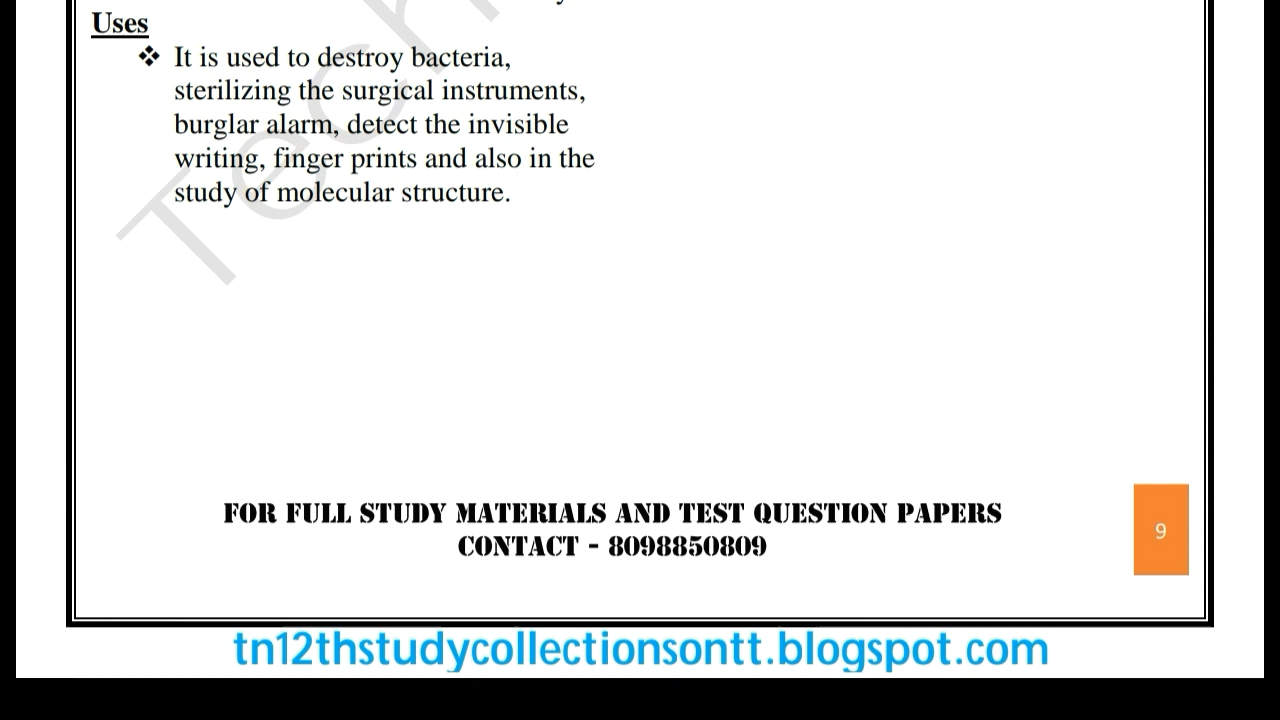 Uses
❖ It is used to destroy bacteria,
sterilizing the surgical instruments,
burglar alarm, detect the invisible
writing, finger prints and also in the
study of molecular structure.
Tech
FOR FULL STUDY MATERIALS AND TEST QUESTION PAPERS
CONTACT - 8098850809
9
tn12thstudycollectionsontt.blogspot.com